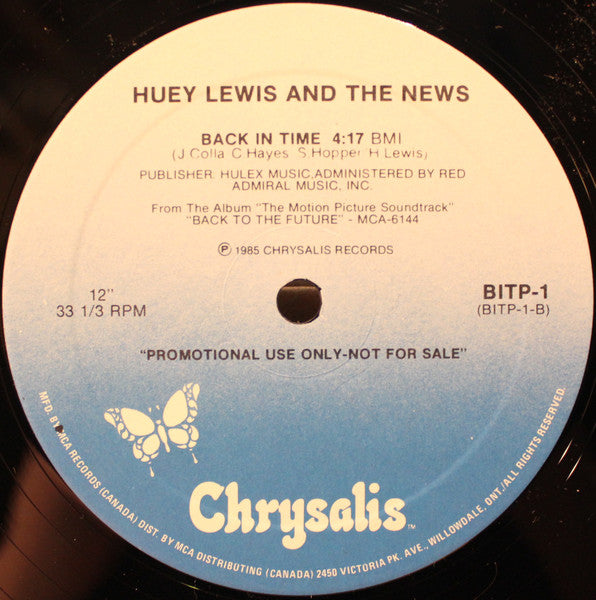 HUEY LEWIS AND THE NEWS
BACK IN TIME 4:17 BMI
(J Colla C Hayes S.Hopper H Lewis)
PUBLISHER HULEX MUSIC,ADMINISTERED BY RED
ADMIRAL MUSIC, INC.
From The Album "The Motion Picture Soundtrack"
"BACK TO THE FUTURE" - MCA-6144
Ⓟ 1985 CHRYSALIS RECORDS
12"
33 1/3 RPM
BITP-1
(BITP-1-B)
"PROMOTIONAL USE ONLY-NOT FOR SALE"
Chrysalis™
MFD. BY MCA RECORDS (CANADA) DIST. BY MCA DISTRIBUTING (CANADA) 2450 VICTORIA PK. AVE., WILLOWDALE, ONT./ALL RIGHTS RESERVED.